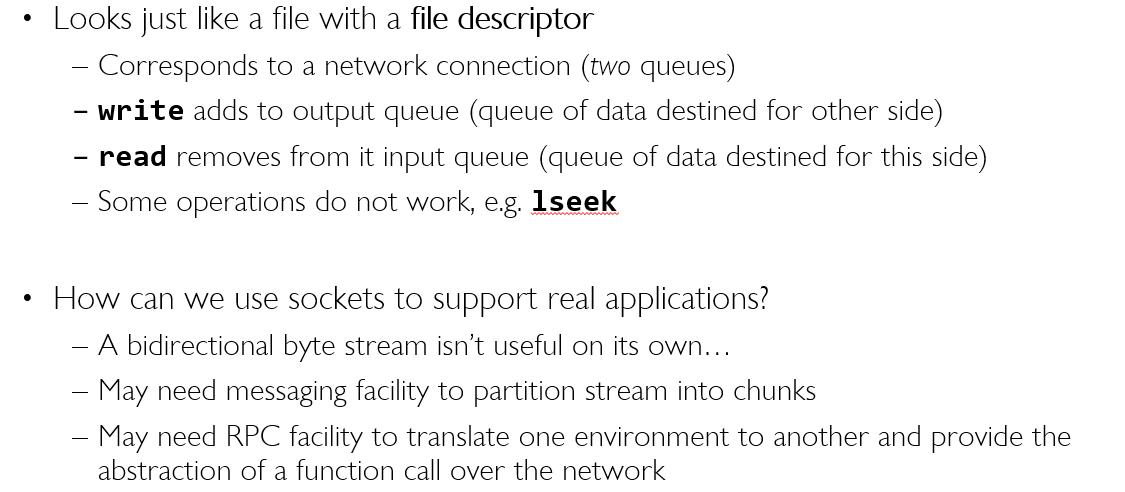 • Looks just like a file with a file descriptor
– Corresponds to a network connection (two queues)
– write adds to output queue (queue of data destined for other side)
– read removes from it input queue (queue of data destined for this side)
– Some operations do not work, e.g. lseek
• How can we use sockets to support real applications?
– A bidirectional byte stream isn’t useful on its own…
– May need messaging facility to partition stream into chunks
– May need RPC facility to translate one environment to another and provide the
abstraction of a function call over the network